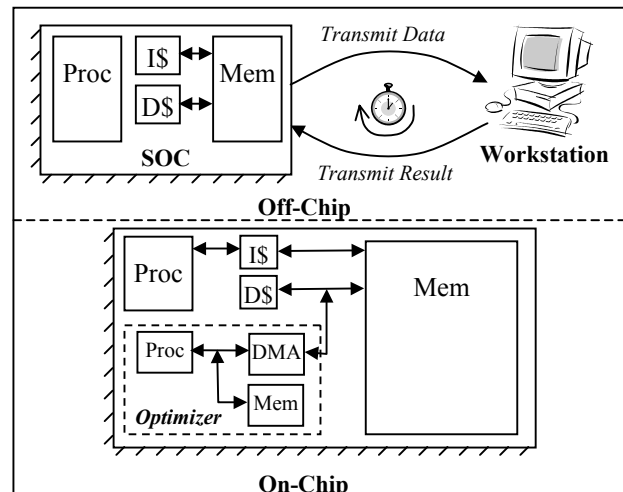 Transmit Data
Proc
I$
Mem
D$
SOC
Workstation
Transmit Result
Off-Chip
Proc
I$
D$
Mem
Proc
DMA
Mem
Optimizer
On-Chip